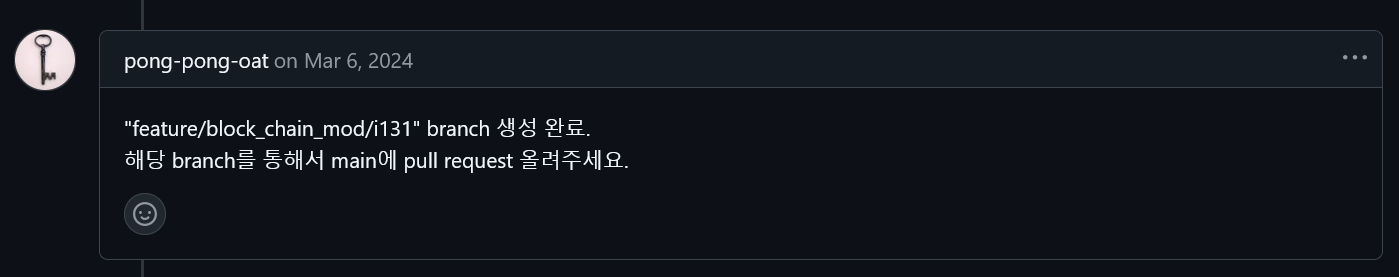 pong-pong-oat on Mar 6, 2024
"feature/block_chain_mod/i131" branch 생성 완료.
해당 branch를 통해서 main에 pull request 올려주세요.